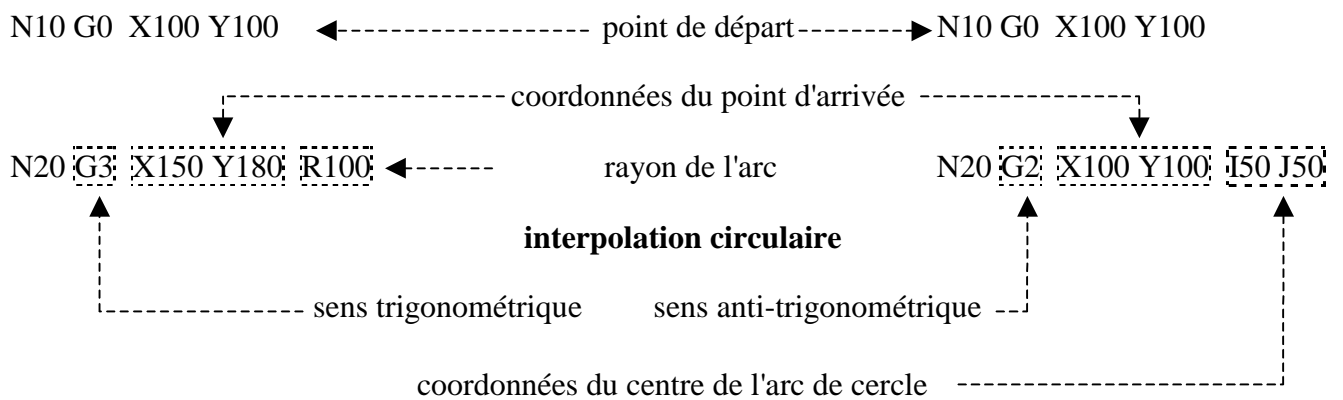 N10 G0 X100 Y100 point de départ N10 G0 X100 Y100
coordonnées du point d'arrivée
N20 G3 X150 Y180 R100 rayon de l'arc N20 G2 X100 Y100 I50 J50
interpolation circulaire
sens trigonométrique sens anti-trigonométrique
coordonnées du centre de l'arc de cercle